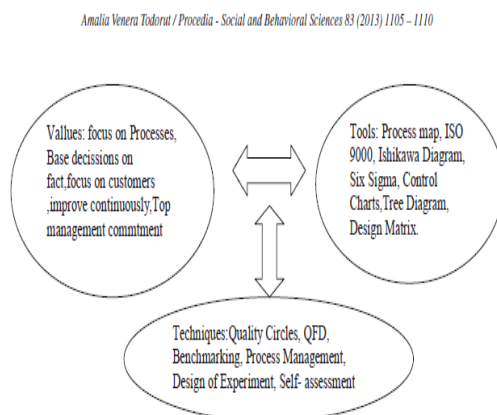 Amalia Venera Todorut / Procedia - Social and Behavioral Sciences 83 (2013) 1105 – 1110
Vallues: focus on Processes,
Base decissions on
fact,focus on customers
,improve continuously,Top
management commtment
Tools: Process map, ISO
9000, Ishikawa Diagram,
Six Sigma, Control
Charts,Tree Diagram,
Design Matrix.
Techniques:Quality Circles, QFD,
Benchmarking, Process Management,
Design of Experiment, Self- assessment